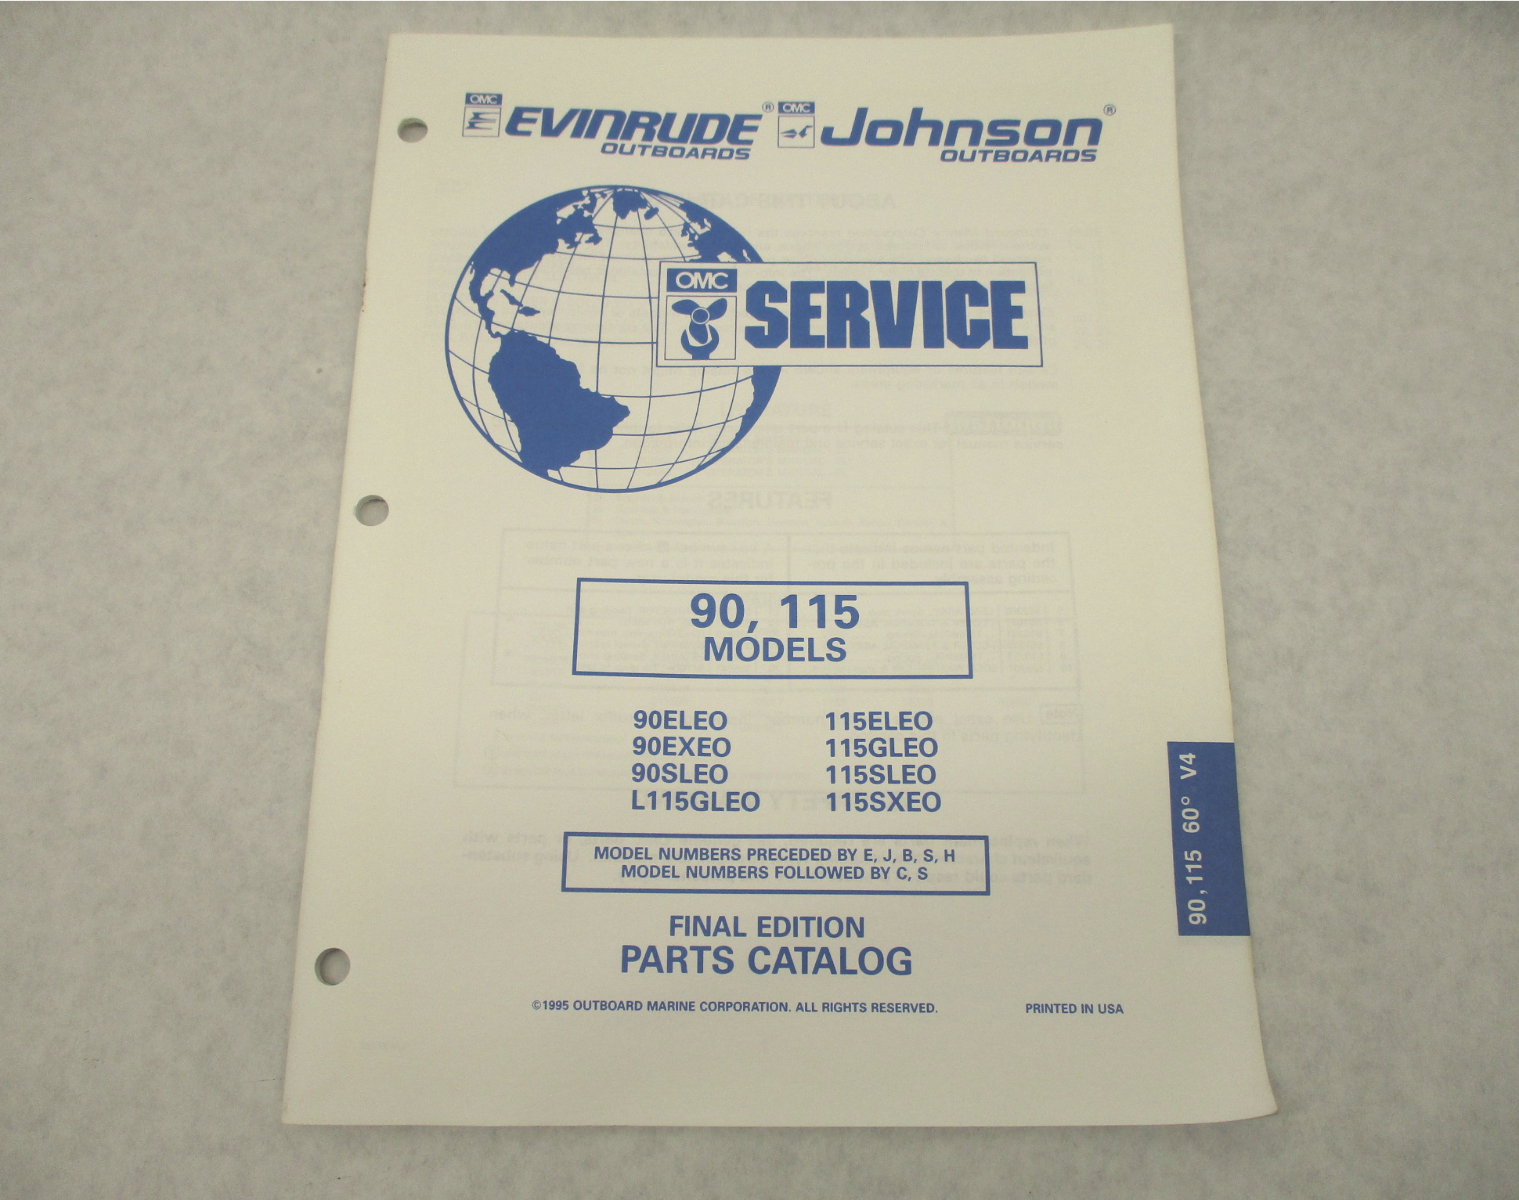 OMC EVINRUDE® OMC Johnson®
OUTBOARDS OUTBOARDS
OMC SERVICE
90, 115
MODELS
90ELEO 115ELEO
90EXEO 115GLEO
90SLEO 115SLEO
L115GLEO 115SXEO
MODEL NUMBERS PRECEDED BY E, J, B, S, H
MODEL NUMBERS FOLLOWED BY C, S
90,115 60° V4
FINAL EDITION
PARTS CATALOG
©1995 OUTBOARD MARINE CORPORATION. ALL RIGHTS RESERVED. PRINTED IN USA